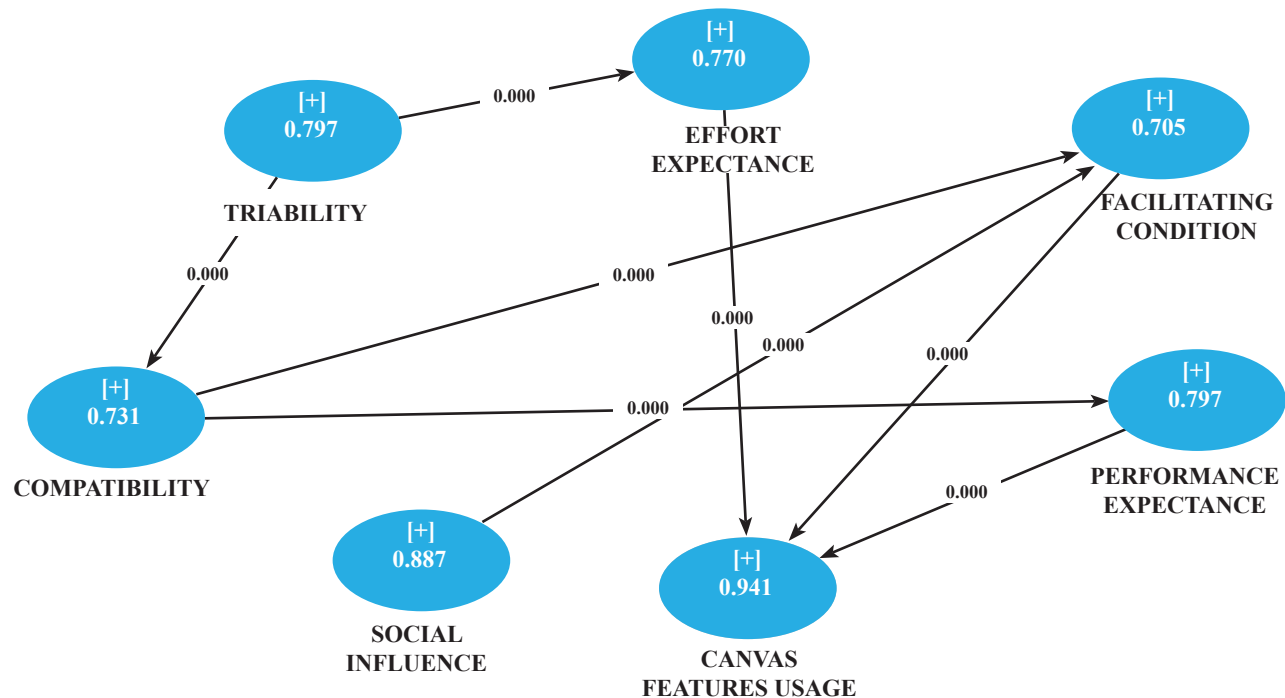 [+]
0.770
EFFORT
EXPECTANCE
[+]
0.797
TRIABILITY
0.000
[+]
0.705
FACILITATING
CONDITION
0.000
0.000
0.000
0.000
0.000
[+]
0.731
COMPATIBILITY
0.000
[+]
0.797
PERFORMANCE
EXPECTANCE
0.000
[+]
0.887
SOCIAL
INFLUENCE
[+]
0.941
CANVAS
FEATURES USAGE